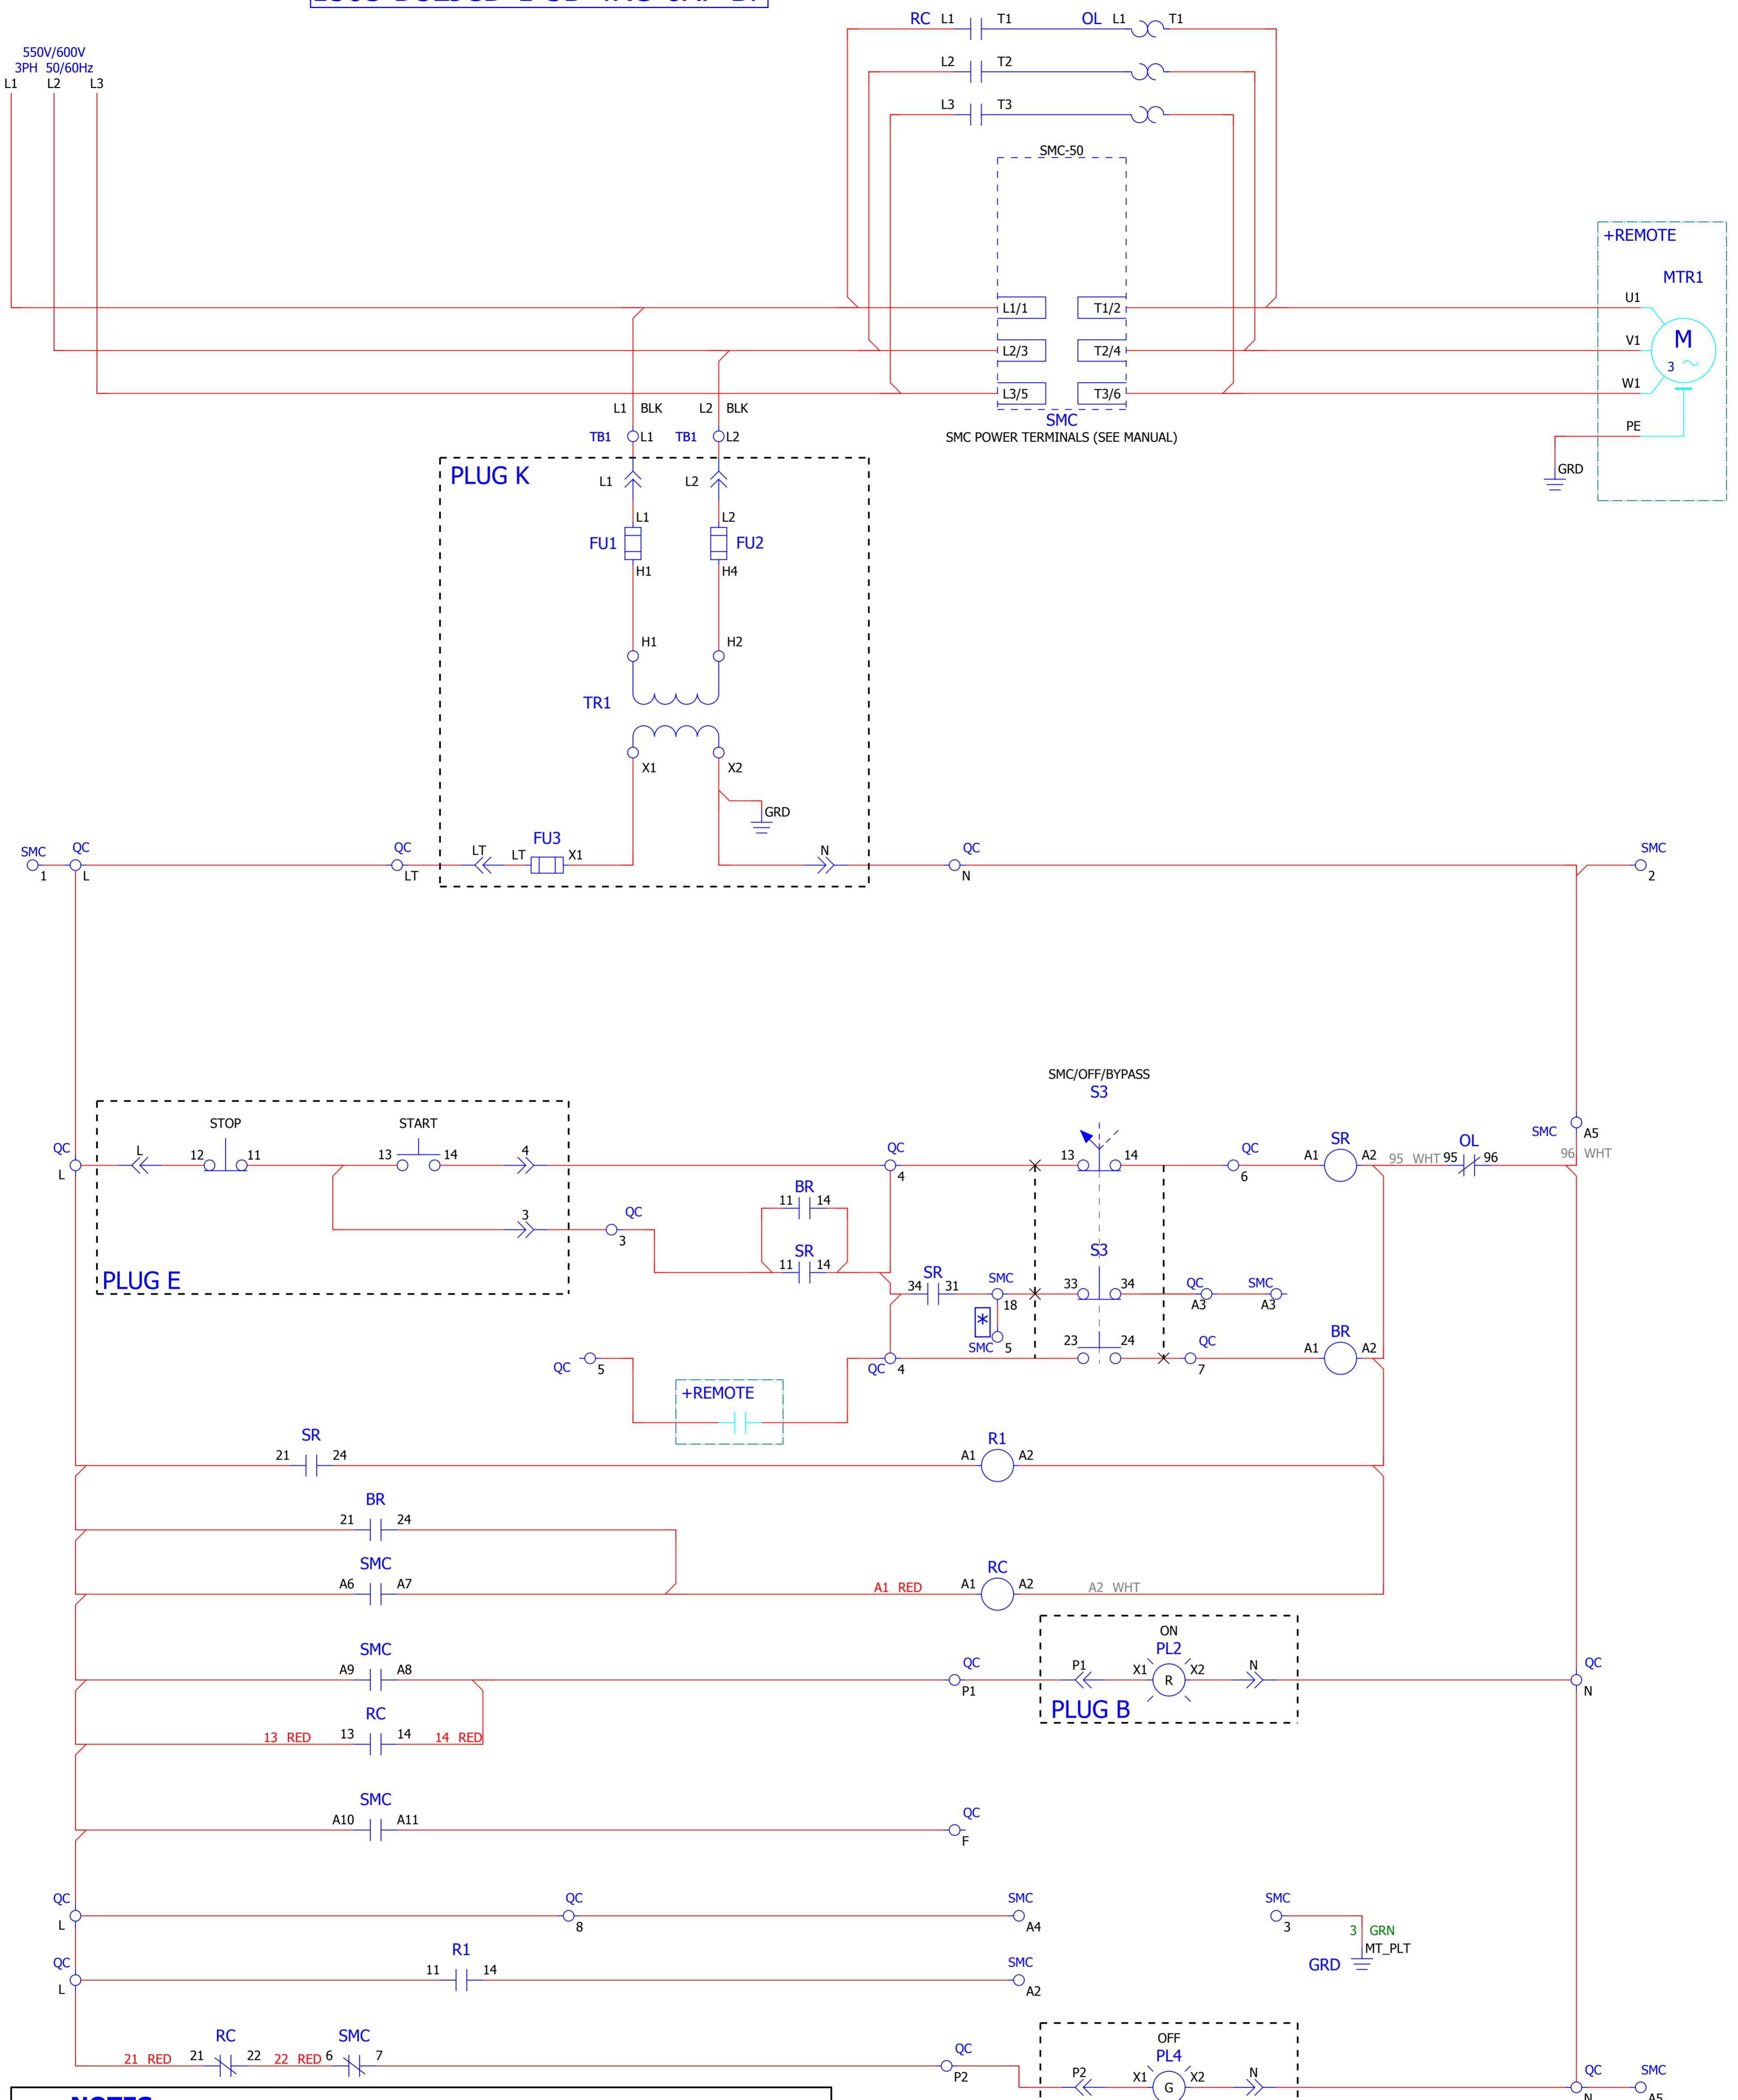 RC L1 T1 OL L1 T1
550V/600V
3PH 50/60Hz
L1 L2 L3
L2 T2
L3 T3
SMC-50
+REMOTE
MTR1
L1/1 T1/2 U1
L2/3 T2/4 V1 M
3
L3/5 T3/6 W1
L1 BLK L2 BLK
SMC
PE
TB1 L1 TB1 L2
SMC POWER TERMINALS (SEE MANUAL)
PLUG K
L1 L2
GRD
L1 L2
FU1 FU2
H1 H4
H1 H2
TR1
X1 X2
GRD
FU3
SMC QC QC LT LT X1 N QC SMC
1 L LT N 2
SMC/OFF/BYPASS
S3
STOP START
SMC A5
QC L 12 11 13 14 4 QC 13 14 QC SR OL
A1 A2 95 WHT 95 96 96 WHT
L 4 6
BR
11 14
3 QC
3
SR
11 14
S3
PLUG E
SR
34 31 SMC 33 34 QC SMC
18 A3 A3
*
SMC 5 23 24 QC BR
A1 A2
QC 5 QC 4 7
+REMOTE
SR R1
21 24 A1 A2
BR
21 24
SMC RC
A6 A7 A1 RED A1 A2 A2 WHT
ON
SMC PL2
A9 A8 QC P1 X1 R X2 N QC
P1 N
PLUG B
RC
13 RED 13 14 14 RED
SMC
A10 A11 QC
F
QC QC SMC SMC
L 8 A4 3
3 GRN
MT_PLT
GRD
QC R1 SMC
11 14
L A2
RC SMC OFF
21 RED 21 22 22 RED 6 7 QC PL4
P2 P2 X1 G X2 N QC SMC